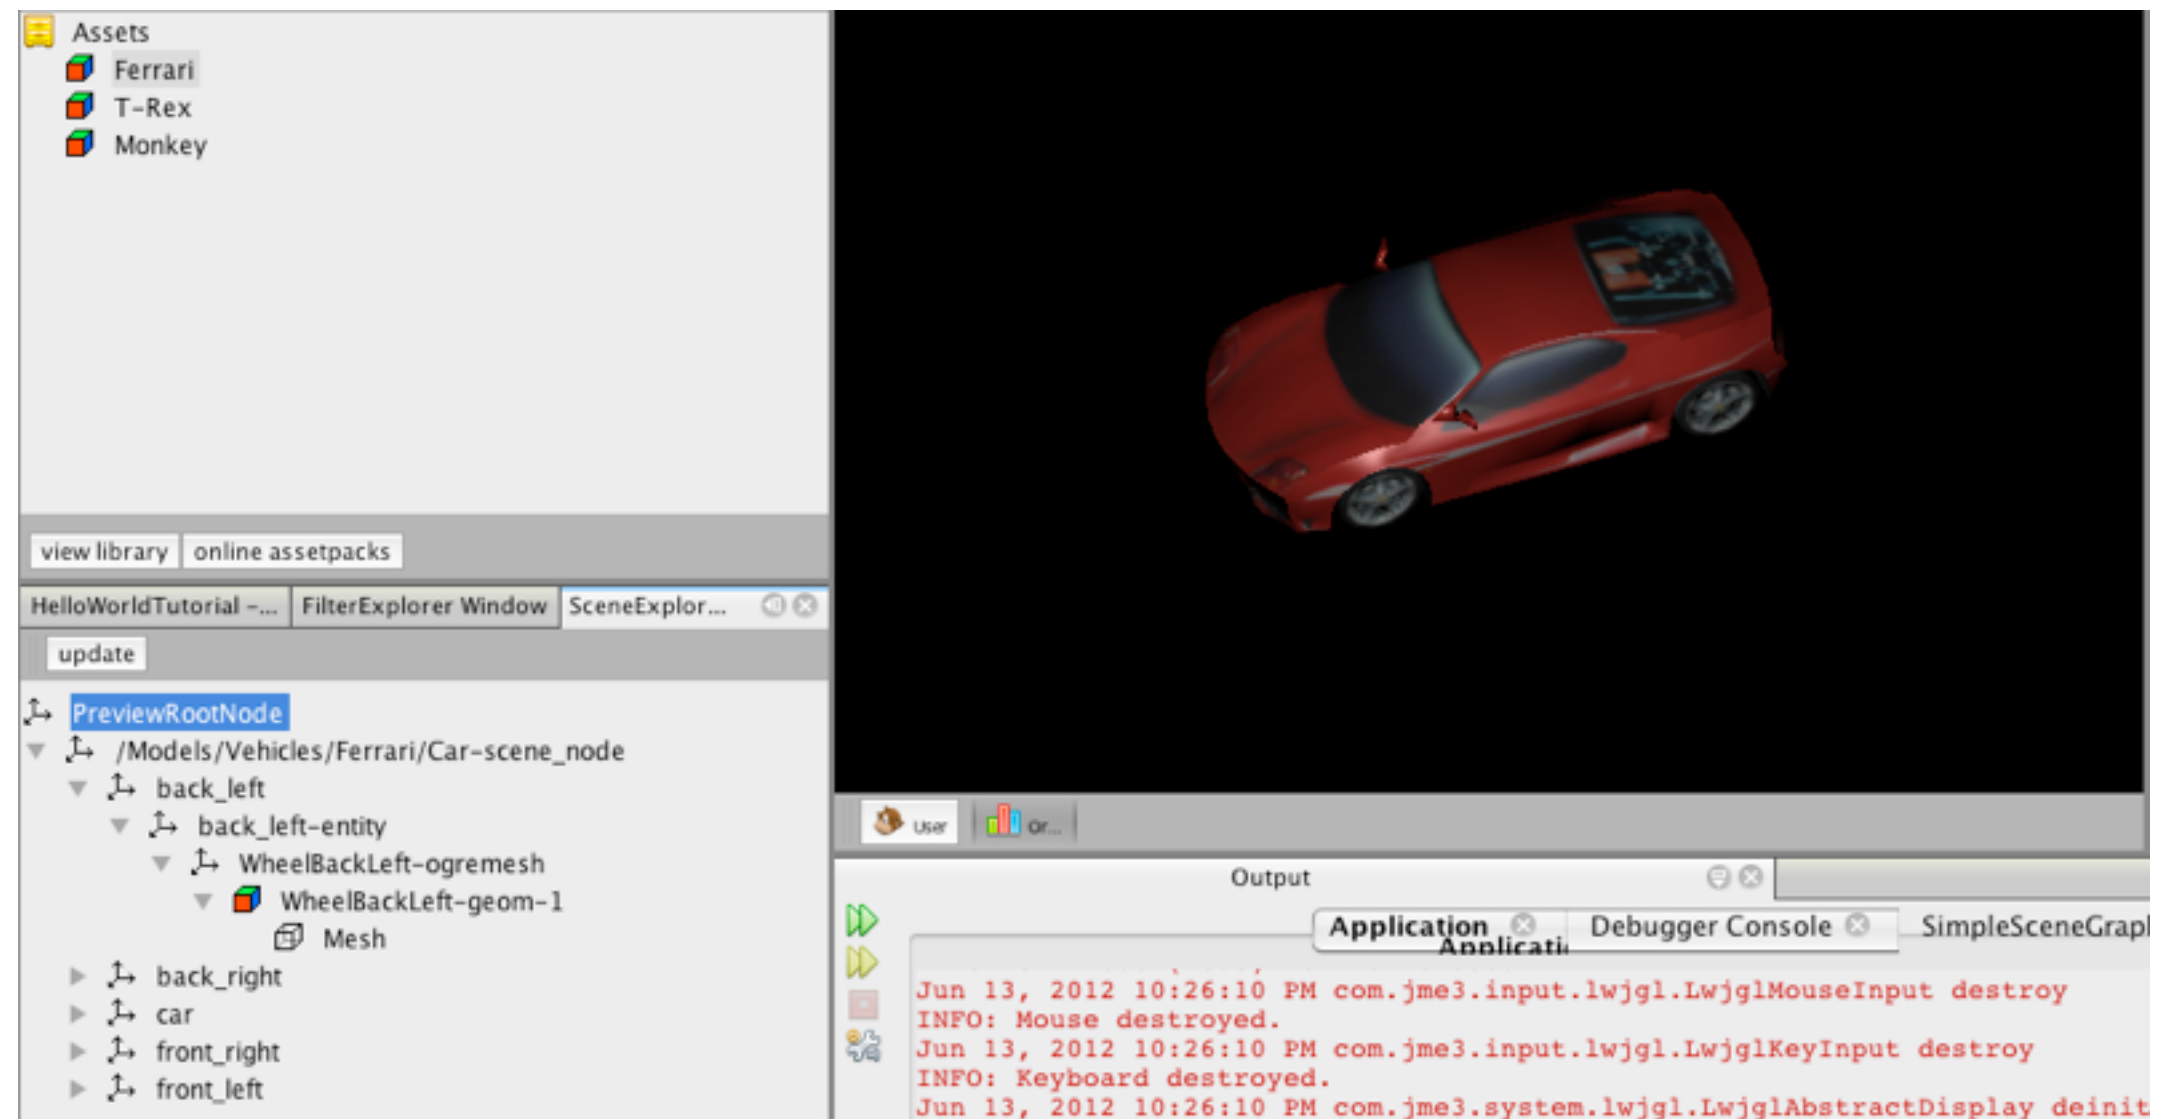 Assets
Ferrari
T-Rex
Monkey
view library
online assetpacks
HelloWorldTutorial -...
FilterExplorer Window
SceneExplor...
update
PreviewRootNode
/Models/Vehicles/Ferrari/Car-scene_node
back_left
back_left-entity
WheelBackLeft-ogremesh
WheelBackLeft-geom-1
Mesh
back_right
car
front_right
front_left
User
Or...
Output
Application
Debugger Console
SimpleSceneGrap
Applicati
Jun 13, 2012 10:26:10 PM com.jme3.input.lwjgl.LwjglMouseInput destroy
INFO: Mouse destroyed.
Jun 13, 2012 10:26:10 PM com.jme3.input.lwjgl.LwjglKeyInput destroy
INFO: Keyboard destroyed.
Jun 13, 2012 10:26:10 PM com.jme3.system.lwjgl.LwjglAbstractDisplay deinit